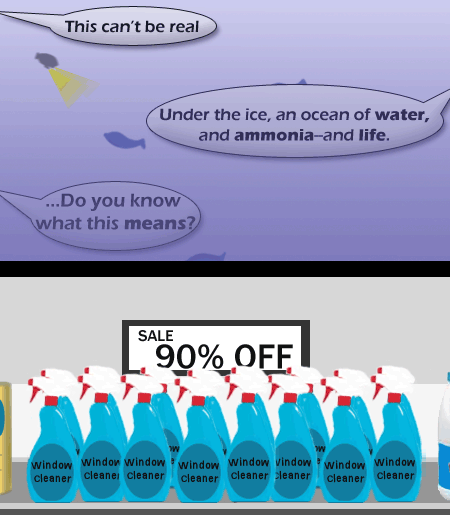 This can't be real
Under the ice, an ocean of water,
and ammonia–and life.
...Do you know
what this means?
SALE
90% OFF
Window
Cleaner
Window
Cleaner
Window
Cleaner
Window
Cleaner
Window
Cleaner
Window
Cleaner
Window
Cleaner
Window
Cleaner